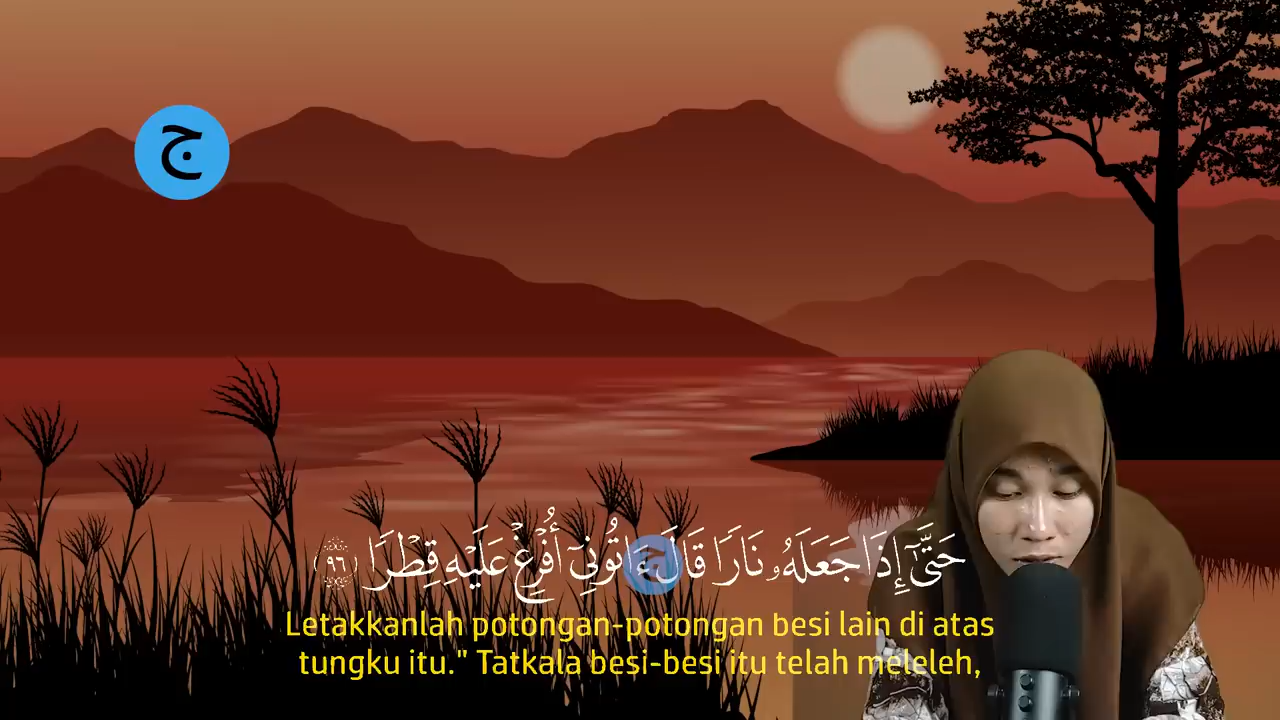 ج
حَتَّىٰٓ إِذَا جَعَلَهُۥ نَارًا قَالَ ءَاتُونِىٓ أُفْرِغْ عَلَيْهِ قِطْرًا ٩٦
Letakkanlah potongan-potongan besi lain di atas
tungku itu." Tatkala besi-besi itu telah meleleh,